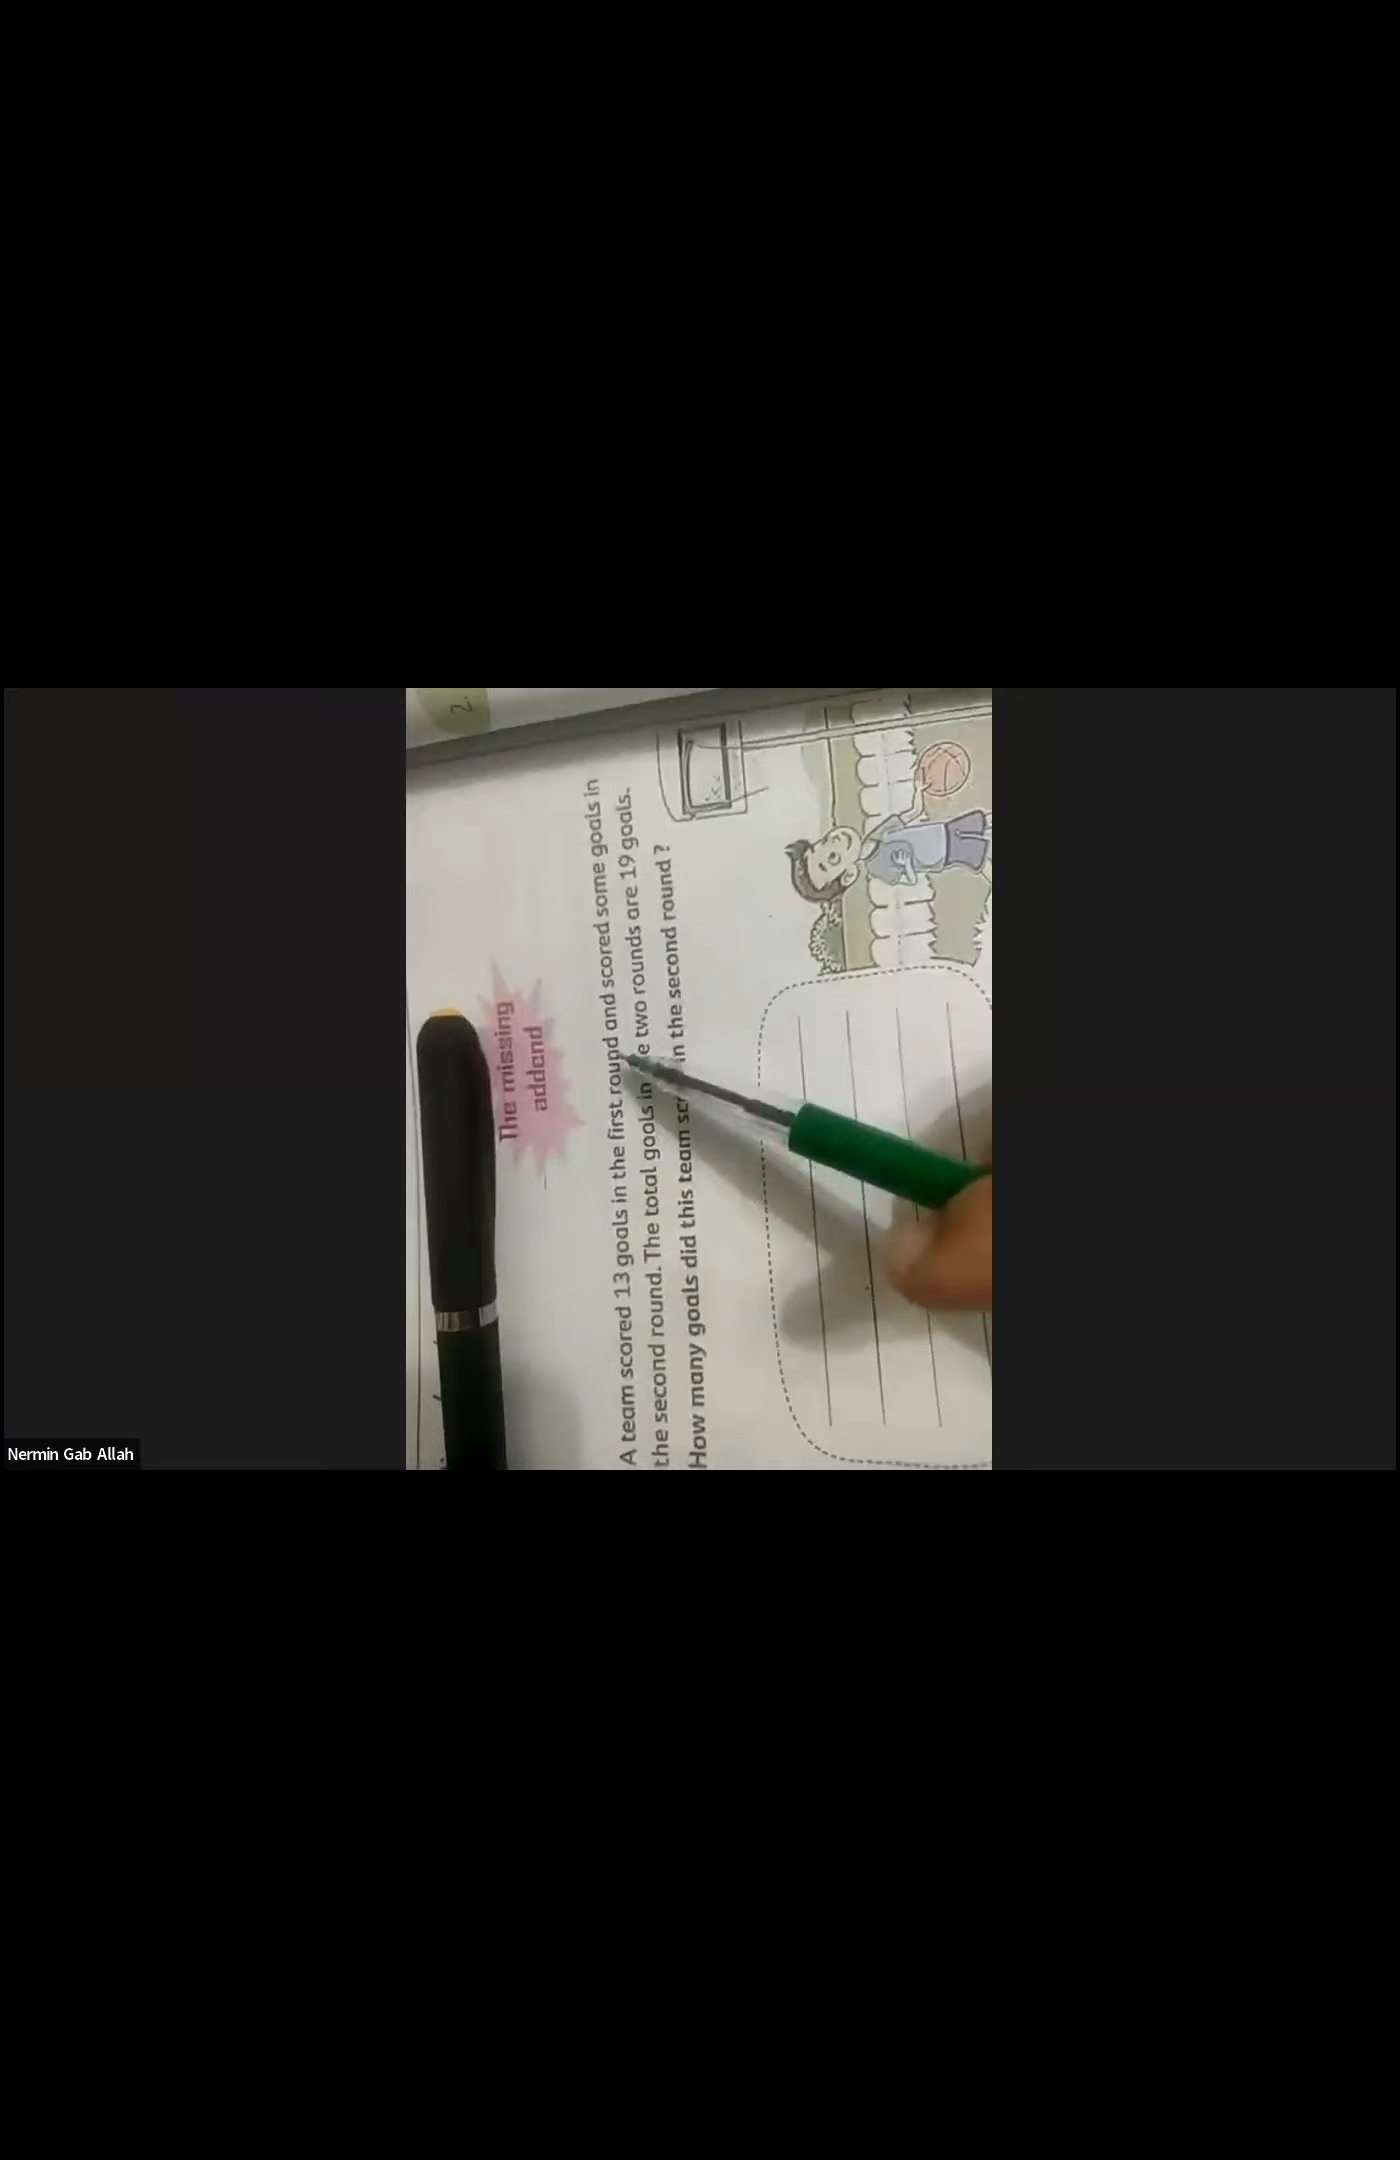 2.
The missing
addend
A team scored 13 goals in the first round and scored some goals in
the second round. The total goals in two rounds are 19 goals.
How many goals did this team in the second round ?
Nermin Gab Allah